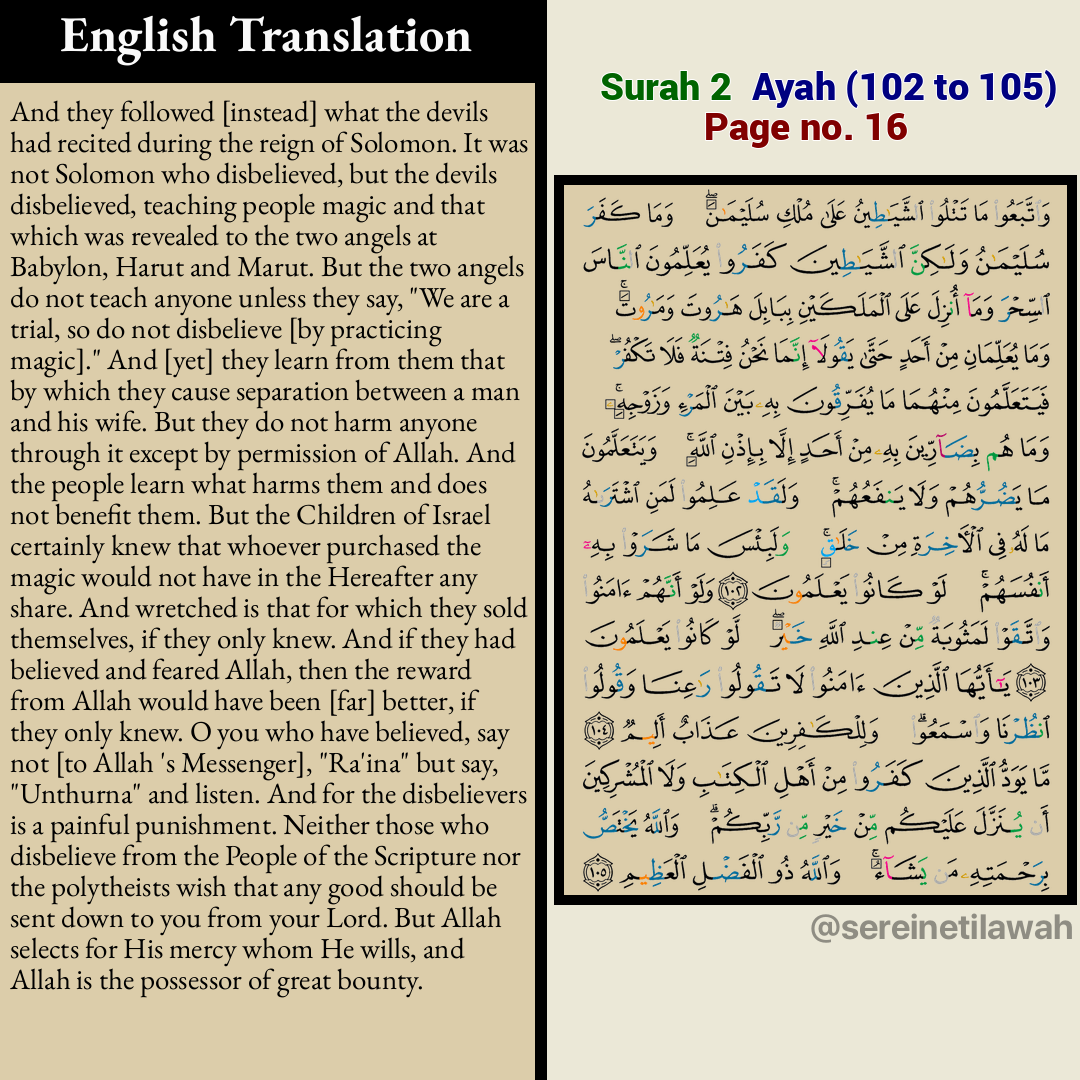 English Translation
And they followed [instead] what the devils
had recited during the reign of Solomon. It was
not Solomon who disbelieved, but the devils
disbelieved, teaching people magic and that
which was revealed to the two angels at
Babylon, Harut and Marut. But the two angels
do not teach anyone unless they say, "We are a
trial, so do not disbelieve [by practicing
magic]." And [yet] they learn from them that
by which they cause separation between a man
and his wife. But they do not harm anyone
through it except by permission of Allah. And
the people learn what harms them and does
not benefit them. But the Children of Israel
certainly knew that whoever purchased the
magic would not have in the Hereafter any
share. And wretched is that for which they sold
themselves, if they only knew. And if they had
believed and feared Allah, then the reward
from Allah would have been [far] better, if
they only knew. O you who have believed, say
not [to Allah 's Messenger], "Ra'ina" but say,
"Unthurna" and listen. And for the disbelievers
is a painful punishment. Neither those who
disbelieve from the People of the Scripture nor
the polytheists wish that any good should be
sent down to you from your Lord. But Allah
selects for His mercy whom He wills, and
Allah is the possessor of great bounty.
Surah 2 Ayah (102 to 105)
Page no. 16
وَٱتَّبَعُوا۟ مَا تَتْلُوا۟ ٱلشَّيَـٰطِينُ عَلَىٰ مُلْكِ سُلَيْمَـٰنَ ۖ وَمَا كَفَرَ
سُلَيْمَـٰنُ وَلَـٰكِنَّ ٱلشَّيَـٰطِينَ كَفَرُوا۟ يُعَلِّمُونَ ٱلنَّاسَ
ٱلسِّحْرَ وَمَآ أُنزِلَ عَلَى ٱلْمَلَكَيْنِ بِبَابِلَ هَـٰرُوتَ وَمَـٰرُوتَ ۚ
وَمَا يُعَلِّمَانِ مِنْ أَحَدٍ حَتَّىٰ يَقُولَآ إِنَّمَا نَحْنُ فِتْنَةٌ فَلَا تَكْفُرْ ۖ
فَيَتَعَلَّمُونَ مِنْهُمَا مَا يُفَرِّقُونَ بِهِۦ بَيْنَ ٱلْمَرْءِ وَزَوْجِهِۦ ۚ
وَمَا هُم بِضَآرِّينَ بِهِۦ مِنْ أَحَدٍ إِلَّا بِإِذْنِ ٱللَّهِ ۚ وَيَتَعَلَّمُونَ
مَا يَضُرُّهُمْ وَلَا يَنفَعُهُمْ ۚ وَلَقَدْ عَلِمُوا۟ لَمَنِ ٱشْتَرَىٰهُ
مَا لَهُۥ فِى ٱلْـَٔاخِرَةِ مِنْ خَلَـٰقٍ ۚ وَلَبِئْسَ مَا شَرَوْا۟ بِهِۦٓ
أَنفُسَهُمْ ۚ لَوْ كَانُوا۟ يَعْلَمُونَ ١٠٢ وَلَوْ أَنَّهُمْ ءَامَنُوا۟
وَٱتَّقَوْا۟ لَمَثُوبَةٌ مِّنْ عِندِ ٱللَّهِ خَيْرٌ ۖ لَّوْ كَانُوا۟ يَعْلَمُونَ
١٠٣ يَـٰٓأَيُّهَا ٱلَّذِينَ ءَامَنُوا۟ لَا تَقُولُوا۟ رَٰعِنَا وَقُولُوا۟
ٱنظُرْنَا وَٱسْمَعُوا۟ ۗ وَلِلْكَـٰفِرِينَ عَذَابٌ أَلِيمٌ ١٠٤
مَّا يَوَدُّ ٱلَّذِينَ كَفَرُوا۟ مِنْ أَهْلِ ٱلْكِتَـٰبِ وَلَا ٱلْمُشْرِكِينَ
أَن يُنَزَّلَ عَلَيْكُم مِّنْ خَيْرٍ مِّن رَّبِّكُمْ ۗ وَٱللَّهُ يَخْتَصُّ
بِرَحْمَتِهِۦ مَن يَشَآءُ ۚ وَٱللَّهُ ذُو ٱلْفَضْلِ ٱلْعَظِيمِ ١٠٥
@sereinetilawah